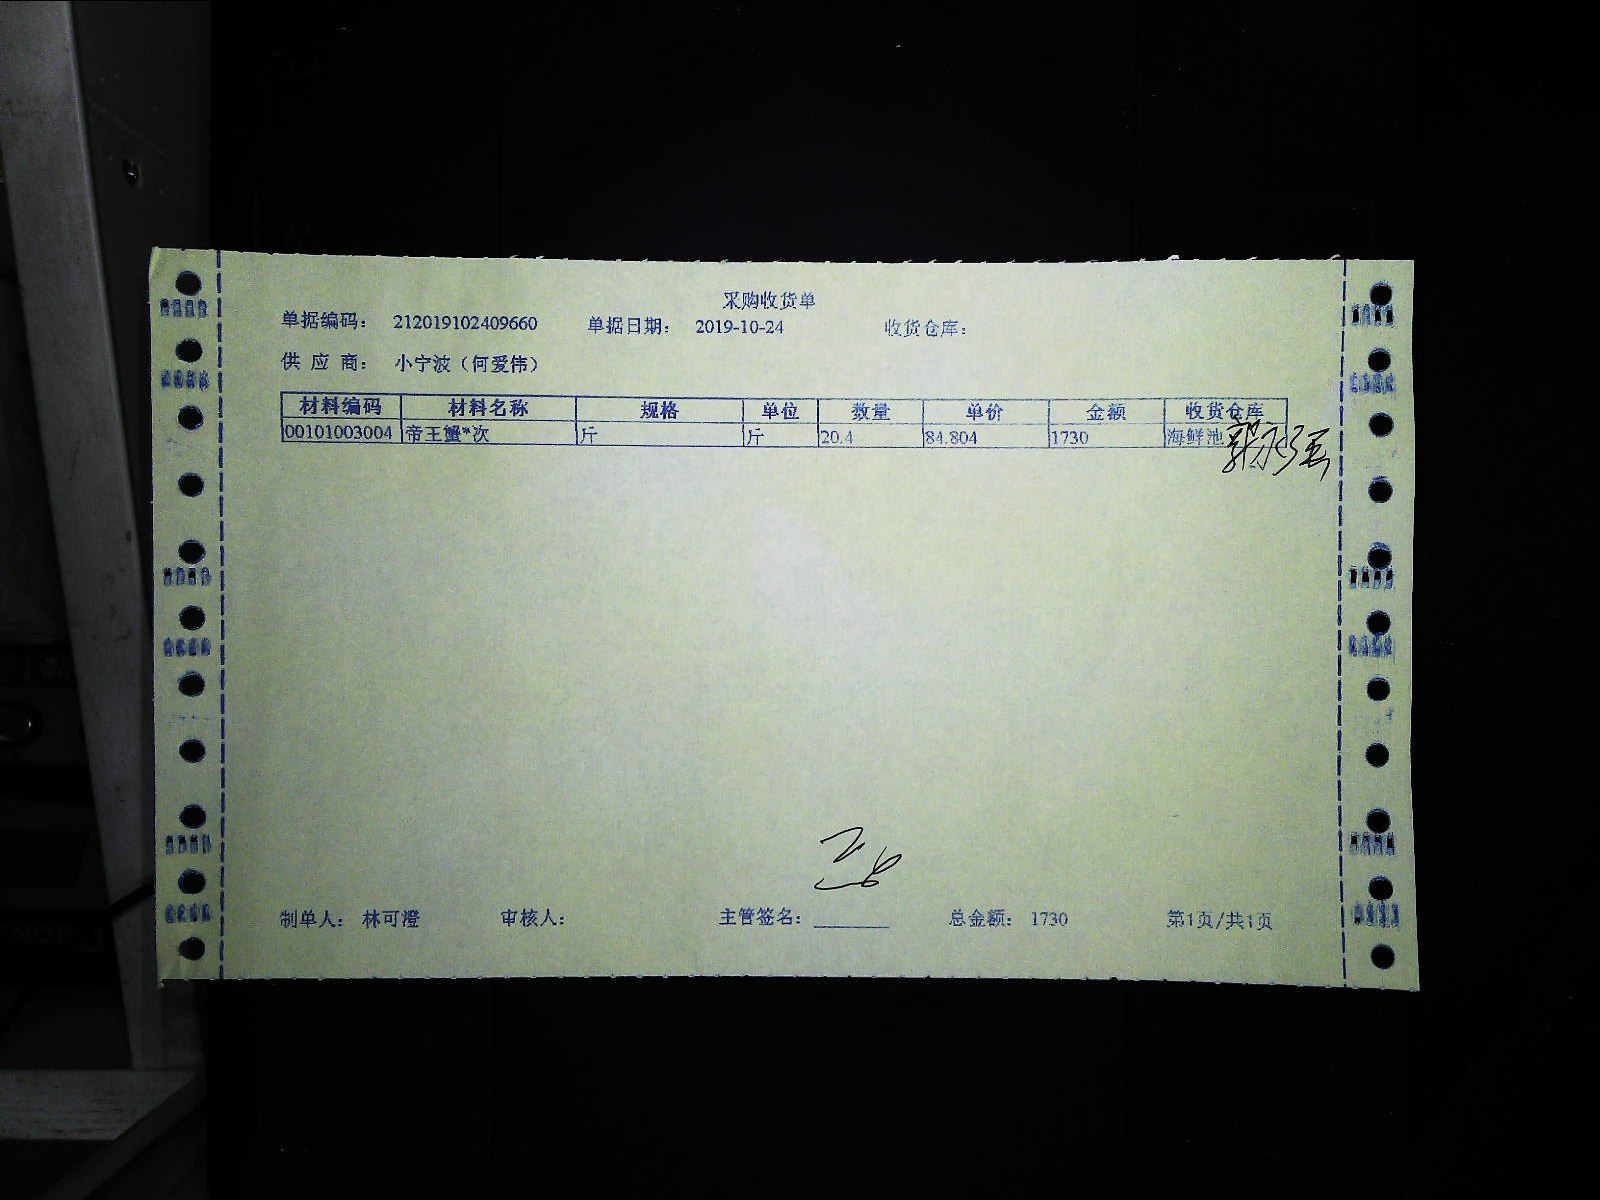 采购收货单
单据编码： 212019102409660 单据日期： 2019-10-24 收货仓库：
供 应 商： 小宁波（何爱伟）
材料编码 材料名称 规格 单位 数量 单价 金额 收货仓库
00101003004 帝王蟹*次 斤 斤 20.4 84.804 1730 海鲜池
制单人： 林可澄 审核人： 主管签名： 总金额： 1730 第1页/共1页